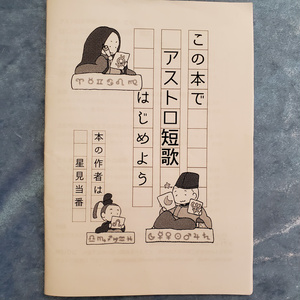 この本で
アストロ短歌
はじめよう
本の作者は
星見当番